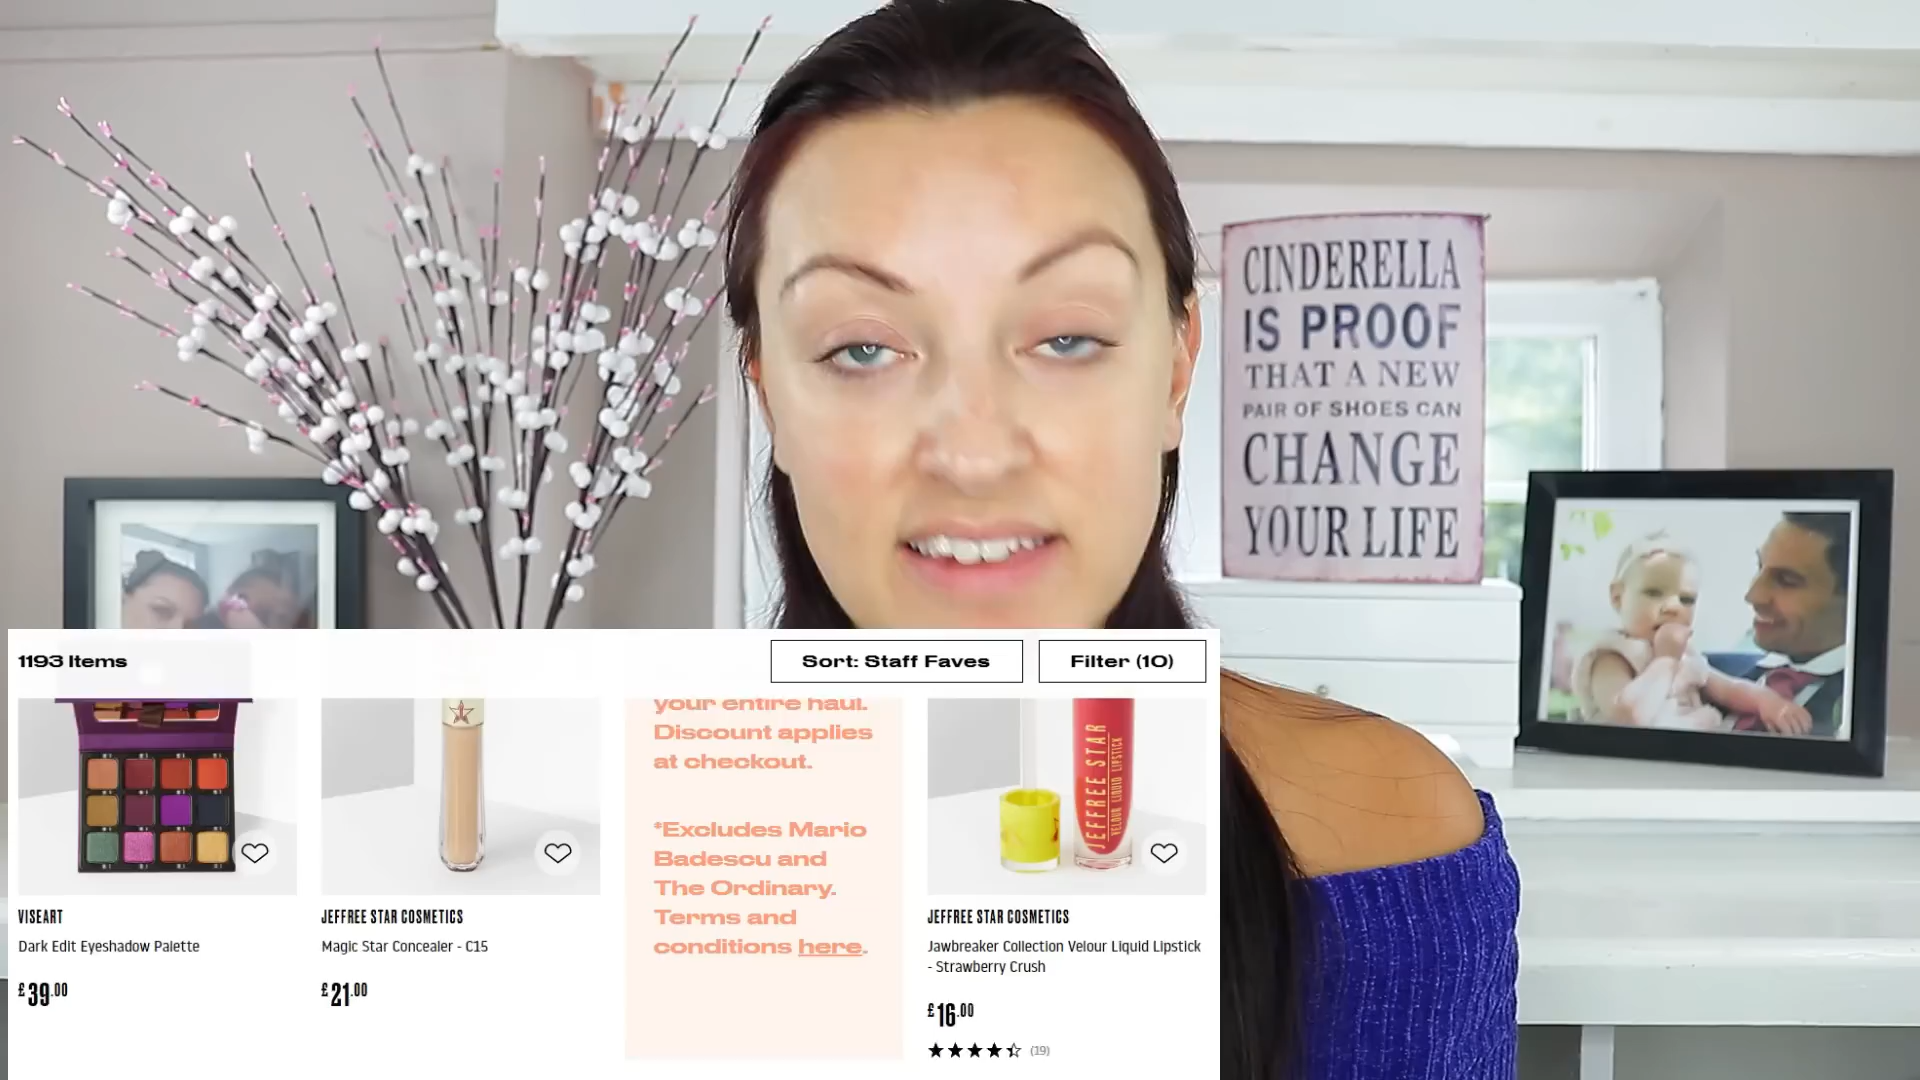 CINDERELLA
IS PROOF
THAT A NEW
PAIR OF SHOES CAN
CHANGE
YOUR LIFE
1193 Items
Sort: Staff Faves
Filter (10)
your entire haul.
Discount applies
at checkout.
*Excludes Mario
Badescu and
The Ordinary.
Terms and
conditions here.
JEFFREE STAR
VELOUR LIQUID LIPSTICK
VISEART
Dark Edit Eyeshadow Palette
£39.00
JEFFREE STAR COSMETICS
Magic Star Concealer - C15
£21.00
JEFFREE STAR COSMETICS
Jawbreaker Collection Velour Liquid Lipstick
- Strawberry Crush
£16.00
(19)